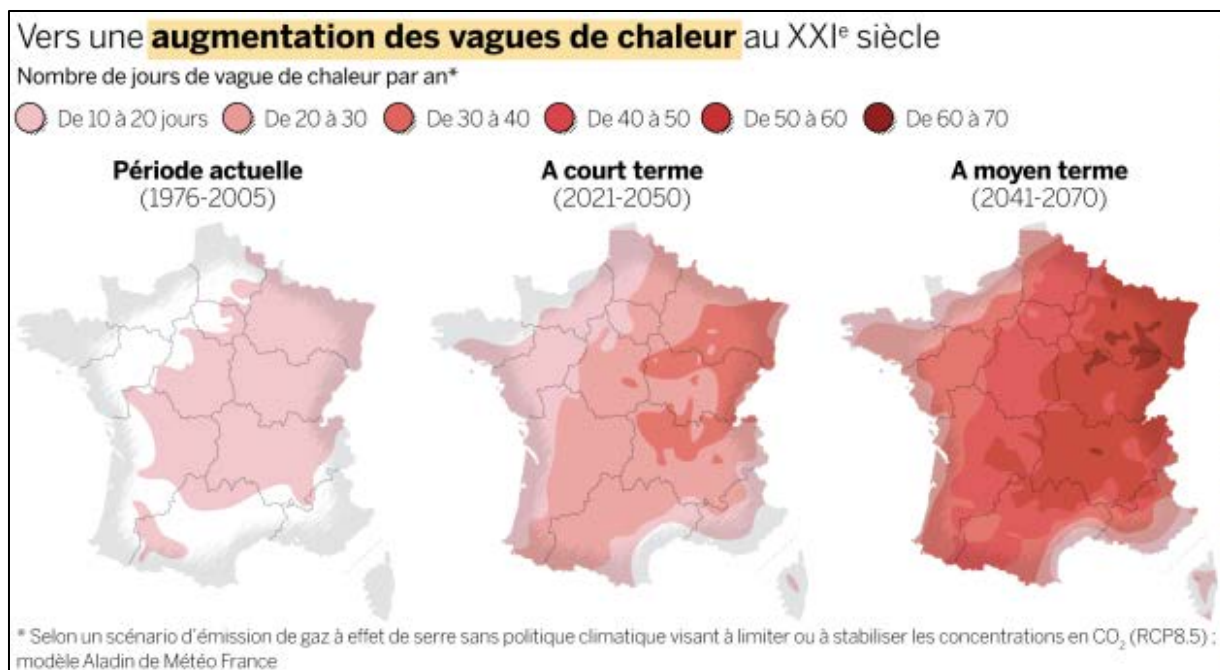 Vers une augmentation des vagues de chaleur au XXIᵉ siècle
Nombre de jours de vague de chaleur par an*
De 10 à 20 jours De 20 à 30 De 30 à 40 De 40 à 50 De 50 à 60 De 60 à 70
Période actuelle
(1976-2005)
A court terme
(2021-2050)
A moyen terme
(2041-2070)
* Selon un scénario d'émission de gaz à effet de serre sans politique climatique visant à limiter ou à stabiliser les concentrations en CO₂ (RCP8.5) :
modèle Aladin de Météo France